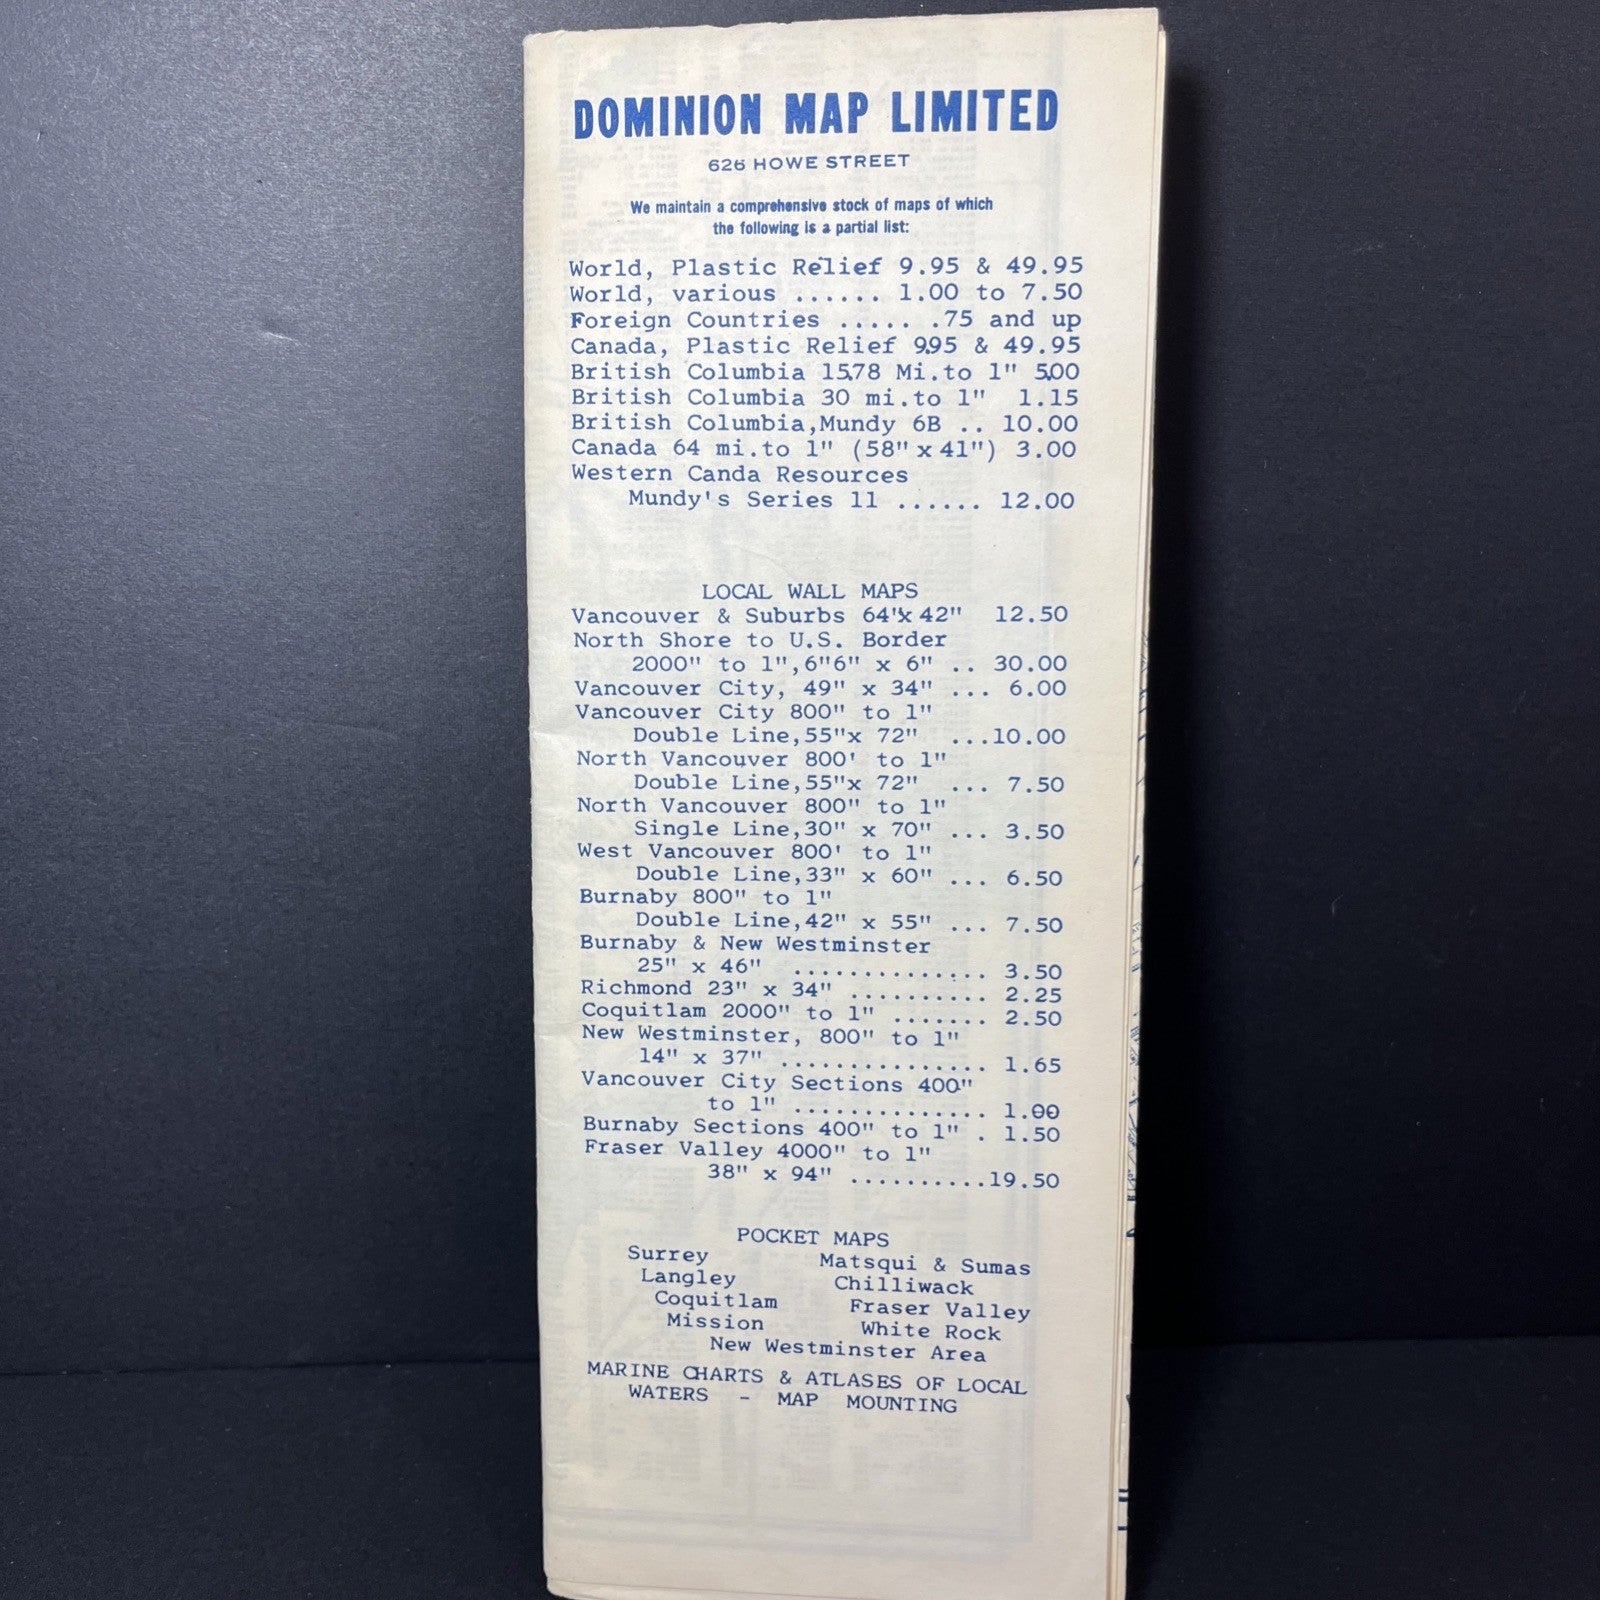 DOMINION MAP LIMITED
626 HOWE STREET
We maintain a comprehensive stock of maps of which
the following is a partial list:
World, Plastic Relief 9.95 & 49.95
World, various ...... 1.00 to 7.50
Foreign Countries ..... .75 and up
Canada, Plastic Relief 9.95 & 49.95
British Columbia 15.78 Mi.to 1" 5.00
British Columbia 30 mi.to 1" 1.15
British Columbia,Mundy 6B .. 10.00
Canada 64 mi.to 1" (58" x 41") 3.00
Western Canda Resources
Mundy's Series 11 ...... 12.00
LOCAL WALL MAPS
Vancouver & Suburbs 64"x 42" 12.50
North Shore to U.S. Border
2000" to 1",6"6" x 6" .. 30.00
Vancouver City, 49" x 34" ... 6.00
Vancouver City 800" to 1"
Double Line,55"x 72" ...10.00
North Vancouver 800' to 1"
Double Line,55"x 72" ... 7.50
North Vancouver 800" to 1"
Single Line,30" x 70" ... 3.50
West Vancouver 800' to 1"
Double Line,33" x 60" ... 6.50
Burnaby 800" to 1"
Double Line,42" x 55" ... 7.50
Burnaby & New Westminster
25" x 46" .............. 3.50
Richmond 23" x 34" .......... 2.25
Coquitlam 2000" to 1" ....... 2.50
New Westminster, 800" to 1"
14" x 37" ............... 1.65
Vancouver City Sections 400"
to 1" .............. 1.00
Burnaby Sections 400" to 1" . 1.50
Fraser Valley 4000" to 1"
38" x 94" ..........19.50
POCKET MAPS
Surrey Matsqui & Sumas
Langley Chilliwack
Coquitlam Fraser Valley
Mission White Rock
New Westminster Area
MARINE CHARTS & ATLASES OF LOCAL
WATERS - MAP MOUNTING